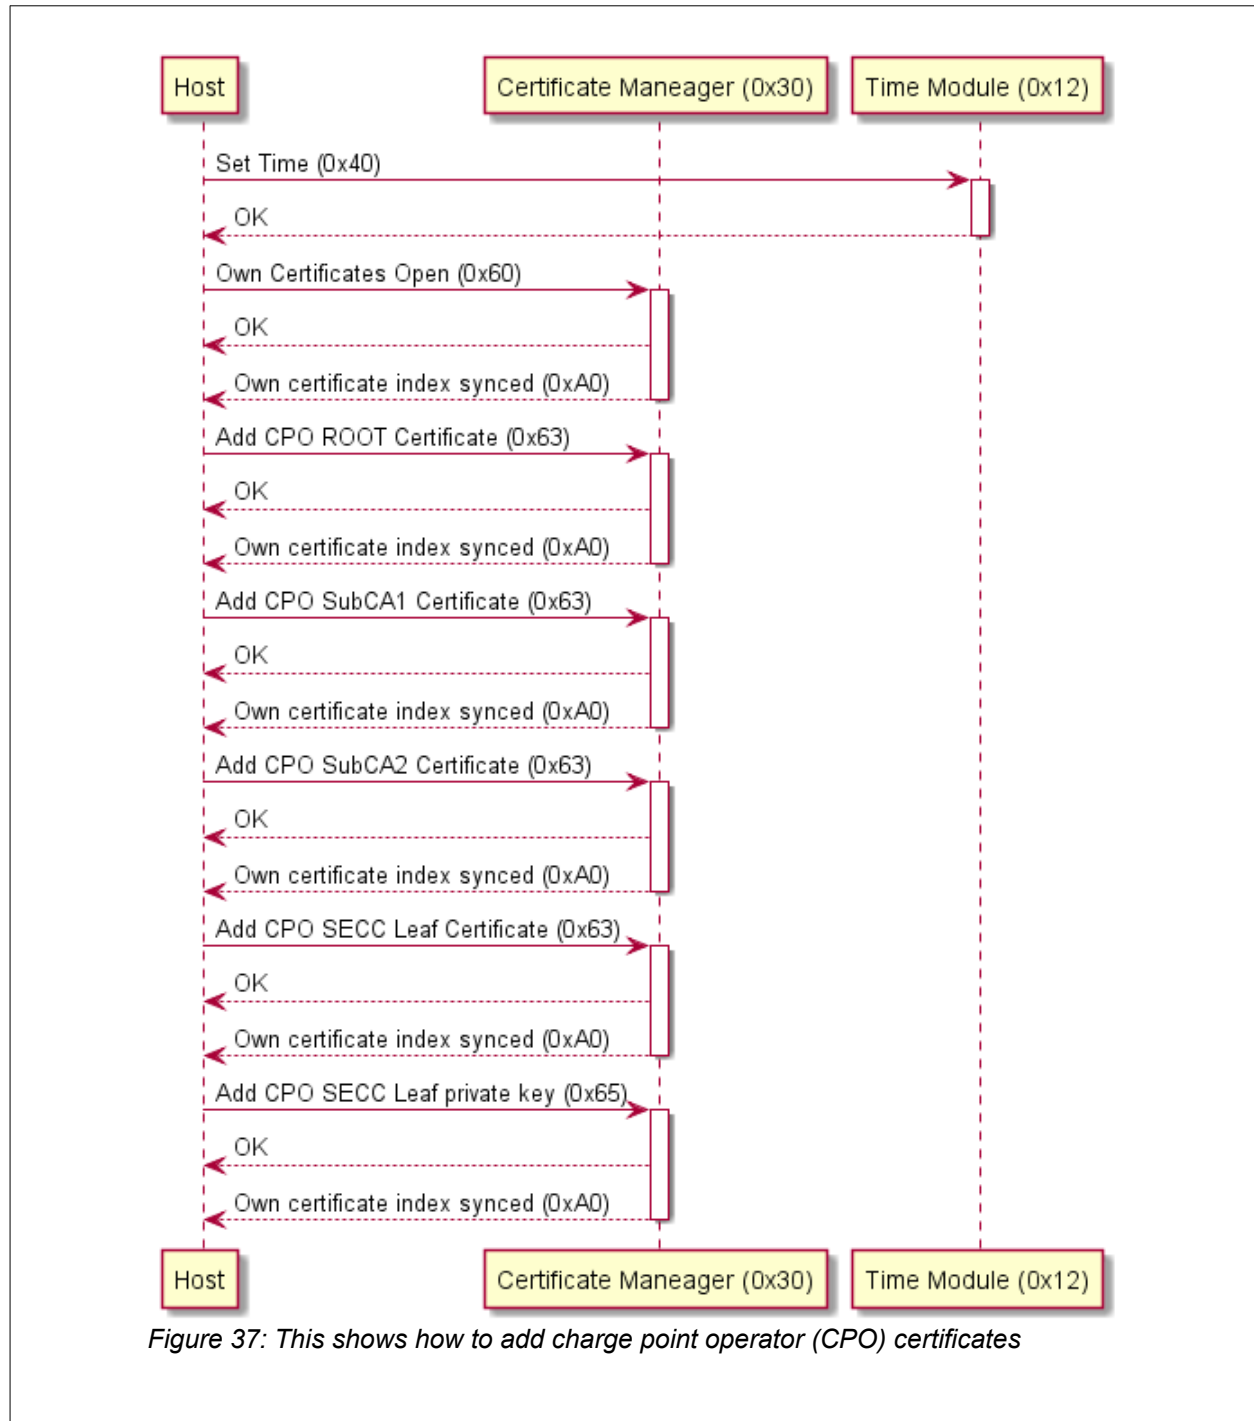 Host
Certificate Maneager (0x30)
Time Module (0x12)
Set Time (0x40)
OK
Own Certificates Open (0x60)
OK
Own certificate index synced (0xA0)
Add CPO ROOT Certificate (0x63)
OK
Own certificate index synced (0xA0)
Add CPO SubCA1 Certificate (0x63)
OK
Own certificate index synced (0xA0)
Add CPO SubCA2 Certificate (0x63)
OK
Own certificate index synced (0xA0)
Add CPO SECC Leaf Certificate (0x63)
OK
Own certificate index synced (0xA0)
Add CPO SECC Leaf private key (0x65)
OK
Own certificate index synced (0xA0)
Host
Certificate Maneager (0x30)
Time Module (0x12)
Figure 37: This shows how to add charge point operator (CPO) certificates